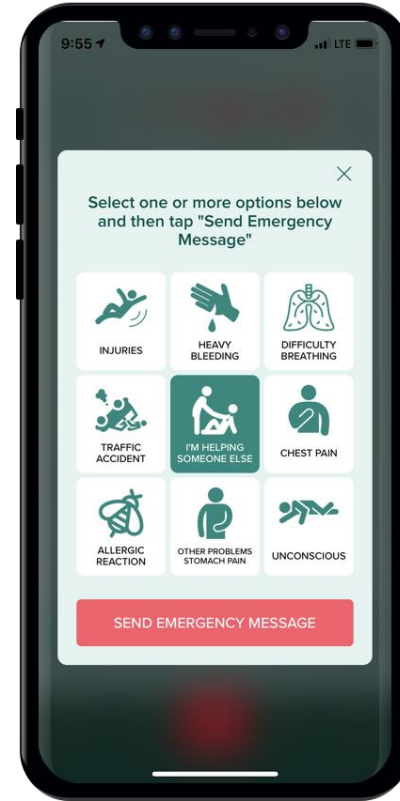 9:55
LTE
Select one or more options below
and then tap "Send Emergency
Message"
INJURIES
HEAVY
BLEEDING
DIFFICULTY
BREATHING
TRAFFIC
ACCIDENT
I'M HELPING
SOMEONE ELSE
CHEST PAIN
ALLERGIC
REACTION
OTHER PROBLEMS
STOMACH PAIN
UNCONSCIOUS
SEND EMERGENCY MESSAGE